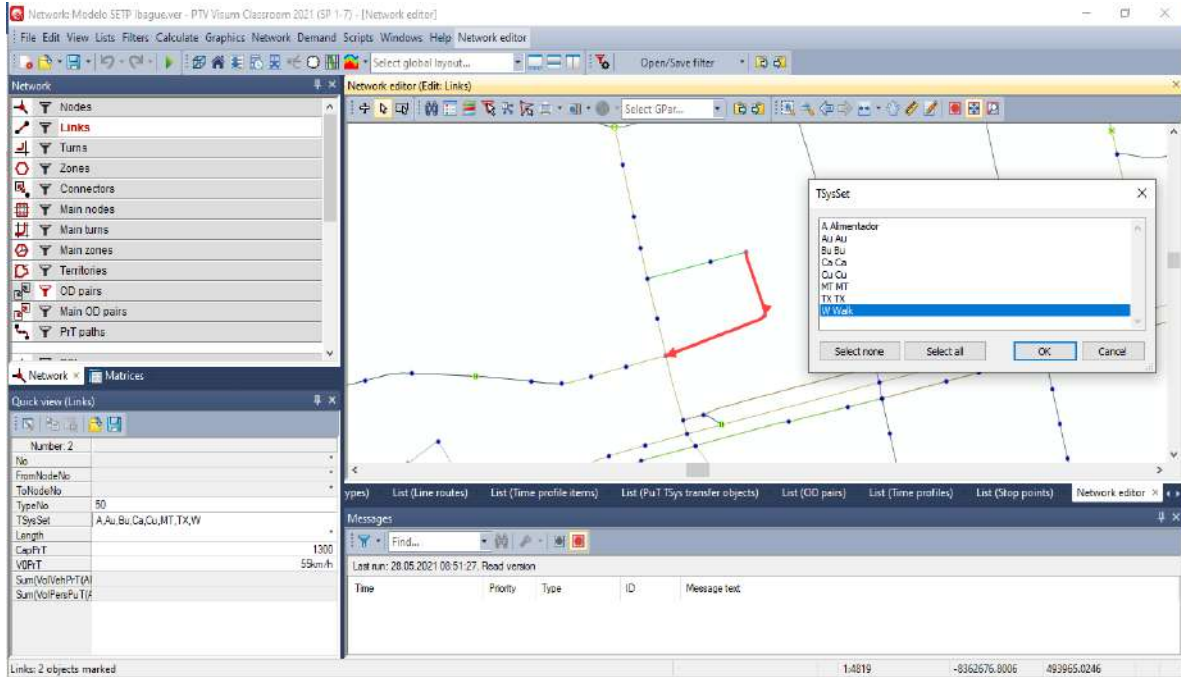 Network: Modelo SETP Ibague.ver - PTV Visum Classroom 2021 (SP 1-7) - [Network editor]
File Edit View Lists Filters Calculate Graphics Network Demand Scripts Windows Help Network editor
Select global layout... Open/Save filter
Network
Network editor (Edit: Links)
Select GPar...
Nodes
Links
Turns
Zones
Connectors
Main nodes
Main turns
Main zones
Territories
OD pairs
Main OD pairs
PrT paths
Network Matrices
TSysSet
A Alimentador
Au Au
Bu Bu
Ca Ca
Cu Cu
MT MT
TX TX
W Walk
Select none Select all OK Cancel
Quick view (Links)
Number: 2
No *
FromNodeNo *
ToNodeNo *
TypeNo 50
TSysSet A,Au,Bu,Ca,Cu,MT,TX,W
Length *
CapPrT 1300
V0PrT 55km/h
Sum(VolVehPrT(A
Sum(VolPersPuT(A
ypes) List (Line routes) List (Time profile items) List (PuT TSys transfer objects) List (OD pairs) List (Time profiles) List (Stop points) Network editor
Messages
Find...
Last run: 28.05.2021 08:51:27, Read version
Time Priority Type ID Message text
Links: 2 objects marked 1:4819 -8362676.8006 493965.0246